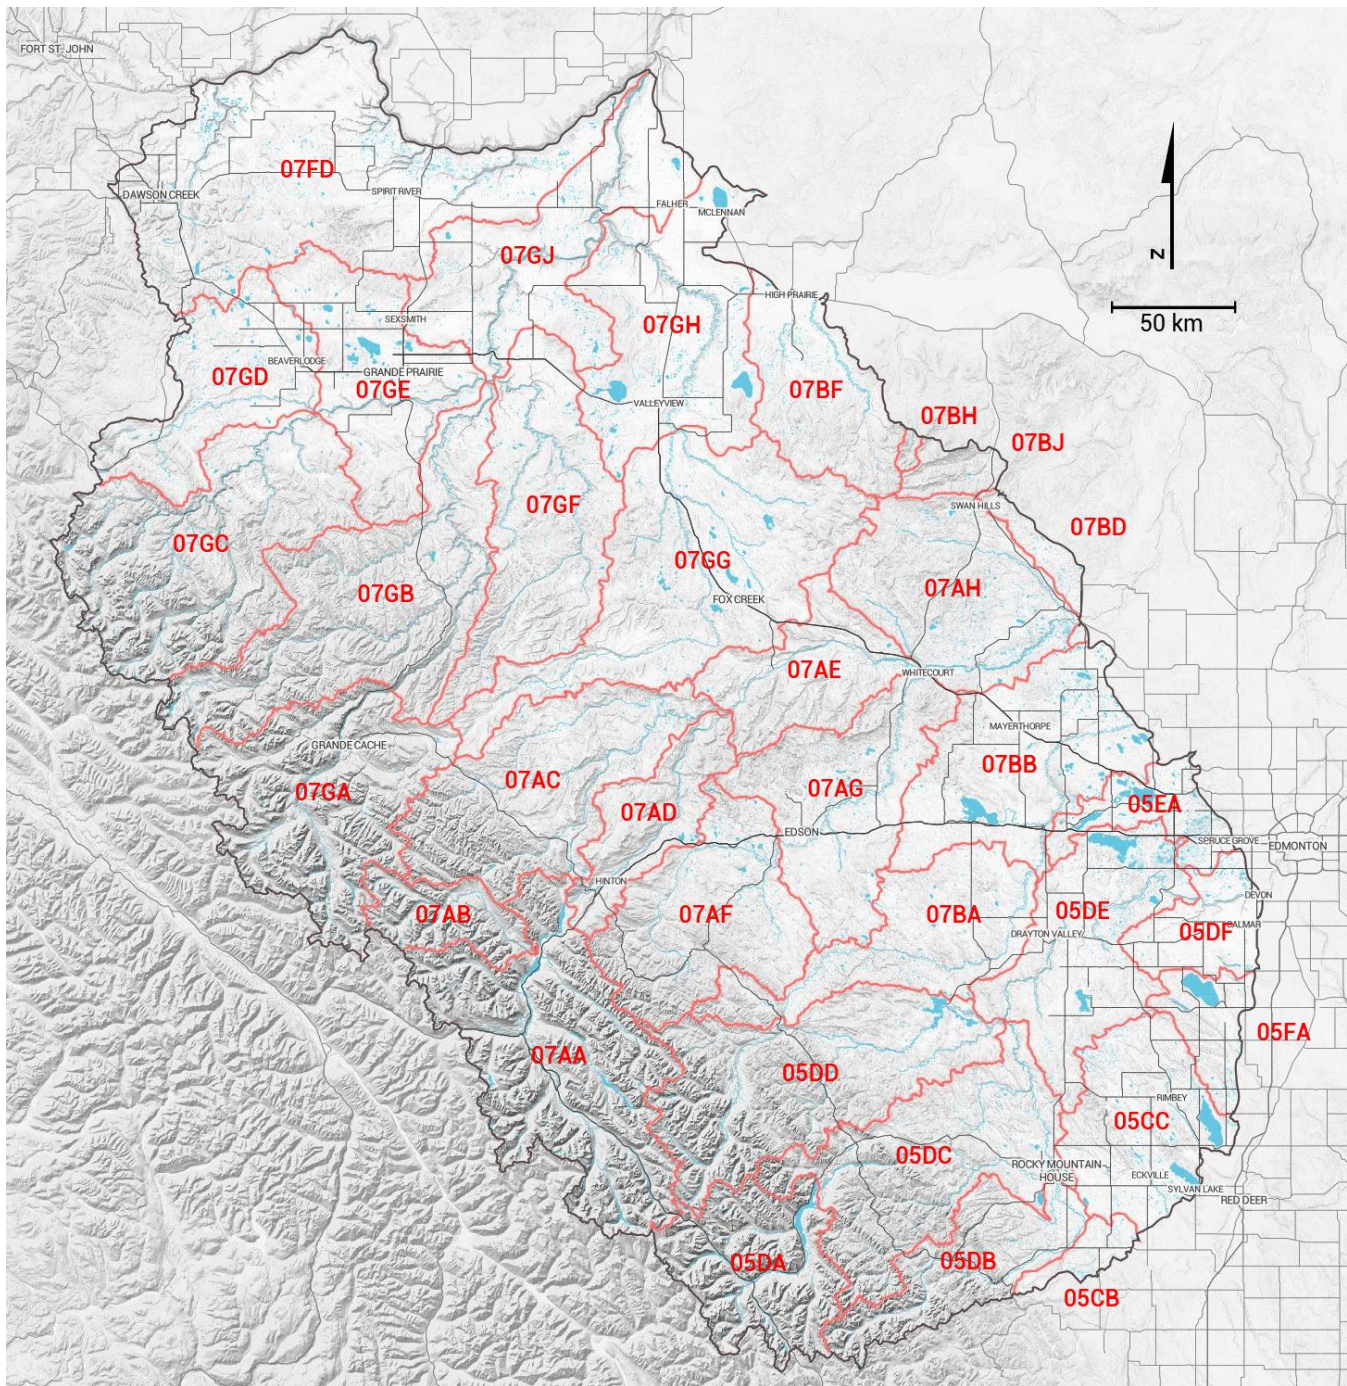 FORT ST. JOHN
07FD
DAWSON CREEK
SPIRIT RIVER
FALHER
MCLENNAN
07GJ
N
50 km
HIGH PRAIRIE
SEXSMITH
07GH
BEAVERLODGE
GRANDE PRAIRIE
07GD
07GE
VALLEYVIEW
07BF
07BH
07BJ
SWAN HILLS
07GF
07BD
07GC
07GG
07GB
FOX CREEK
07AH
07AE
WHITECOURT
MAYERTHORPE
GRANDE CACHE
07BB
07AC
07GA
07AG
07AD
05EA
EDSON
SPRUCE GROVE
EDMONTON
HINTON
DEVON
07AB
07AF
07BA
05DE
CALMAR
DRAYTON VALLEY
05DF
05FA
07AA
05DD
RIMBEY
05CC
05DC
ROCKY MOUNTAIN
HOUSE
ECKVILLE
SYLVAN LAKE
RED DEER
05DA
05DB
05CB